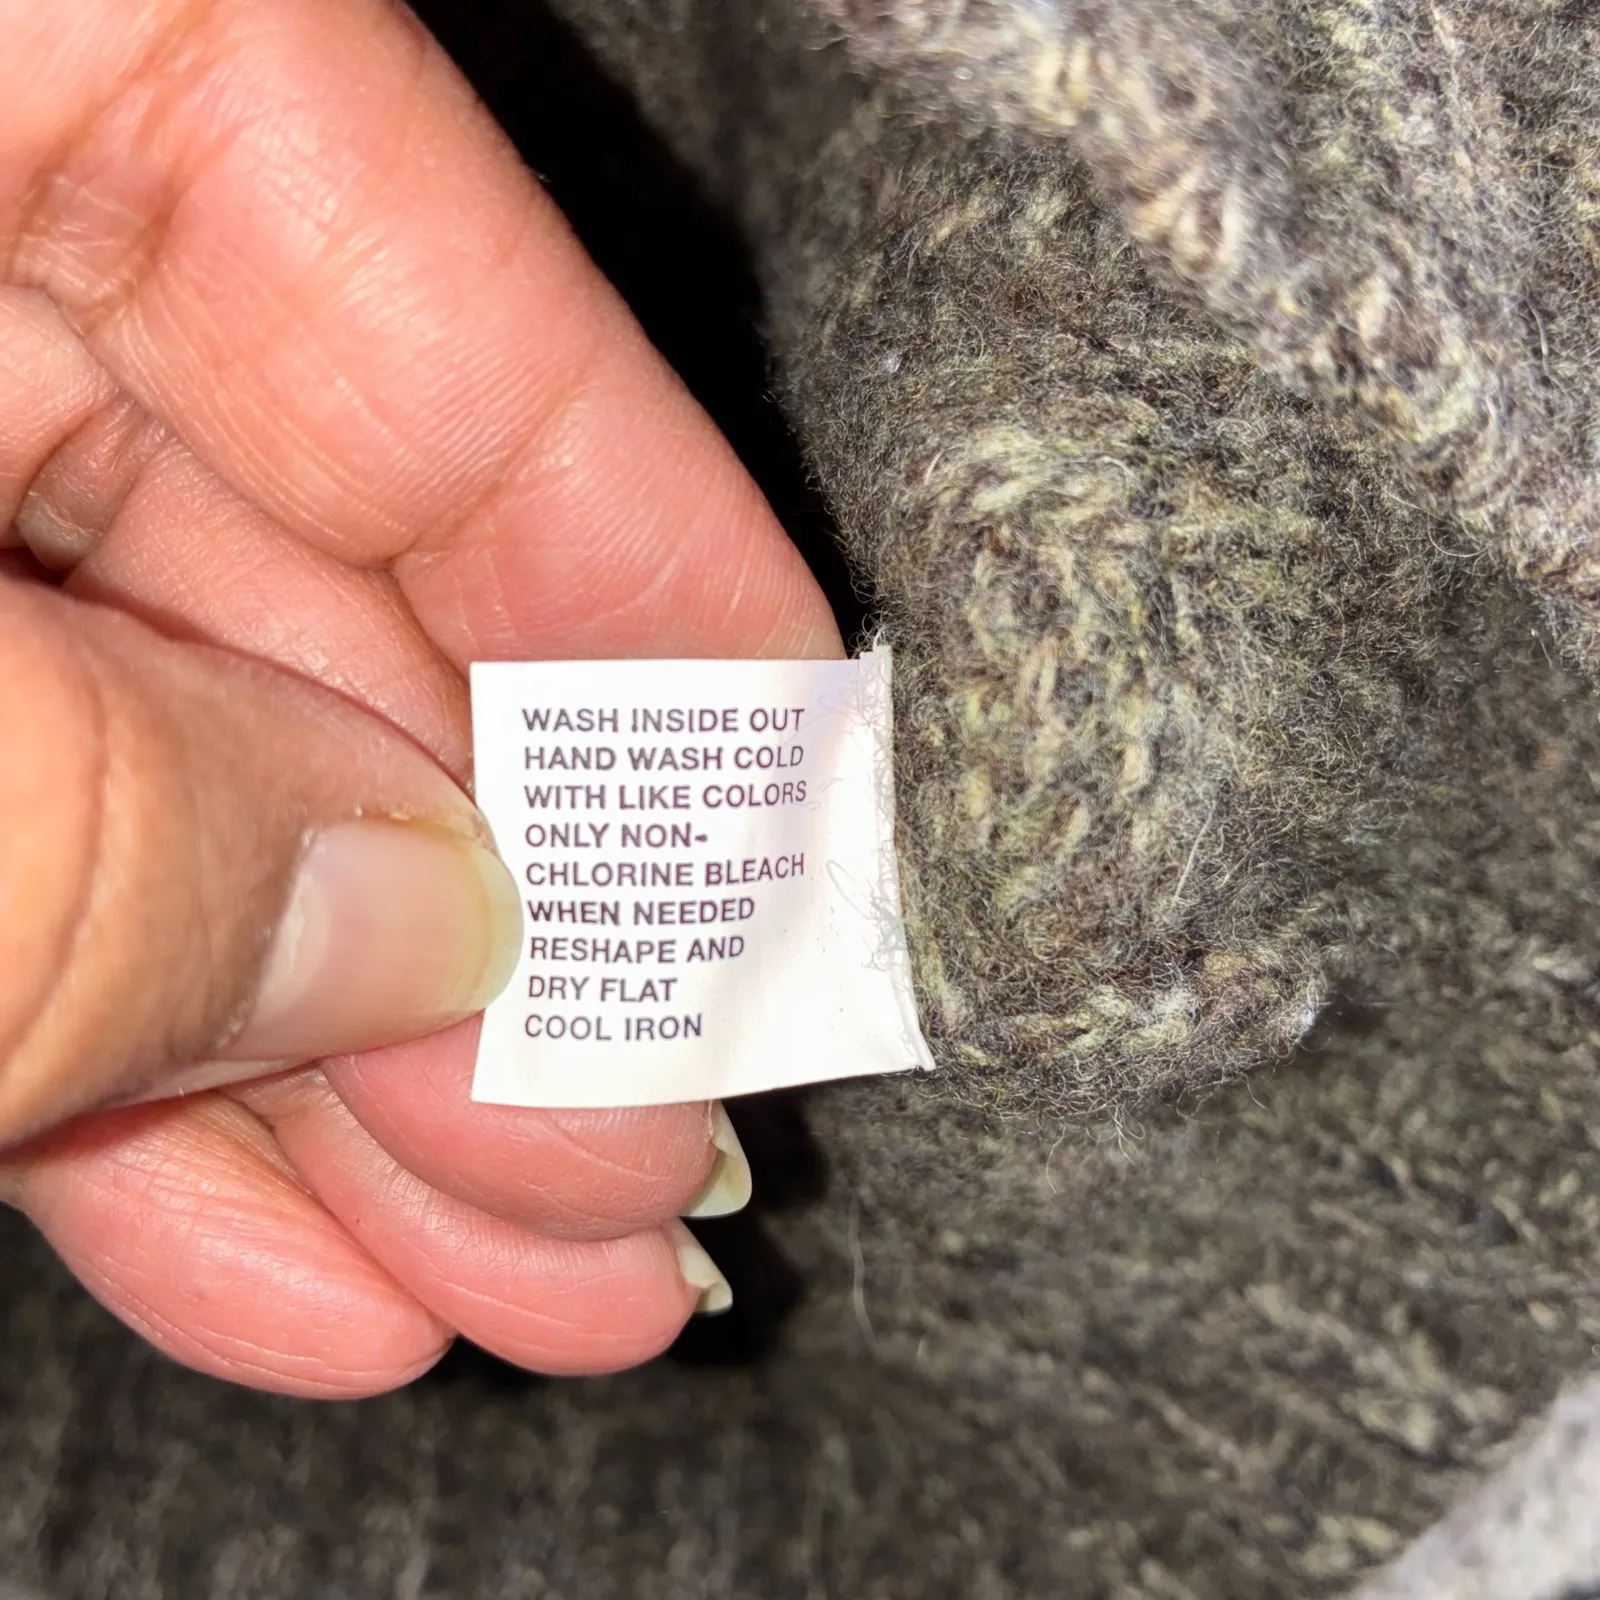 WASH INSIDE OUT
HAND WASH COLD
WITH LIKE COLORS
ONLY NON-
CHLORINE BLEACH
WHEN NEEDED
RESHAPE AND
DRY FLAT
COOL IRON